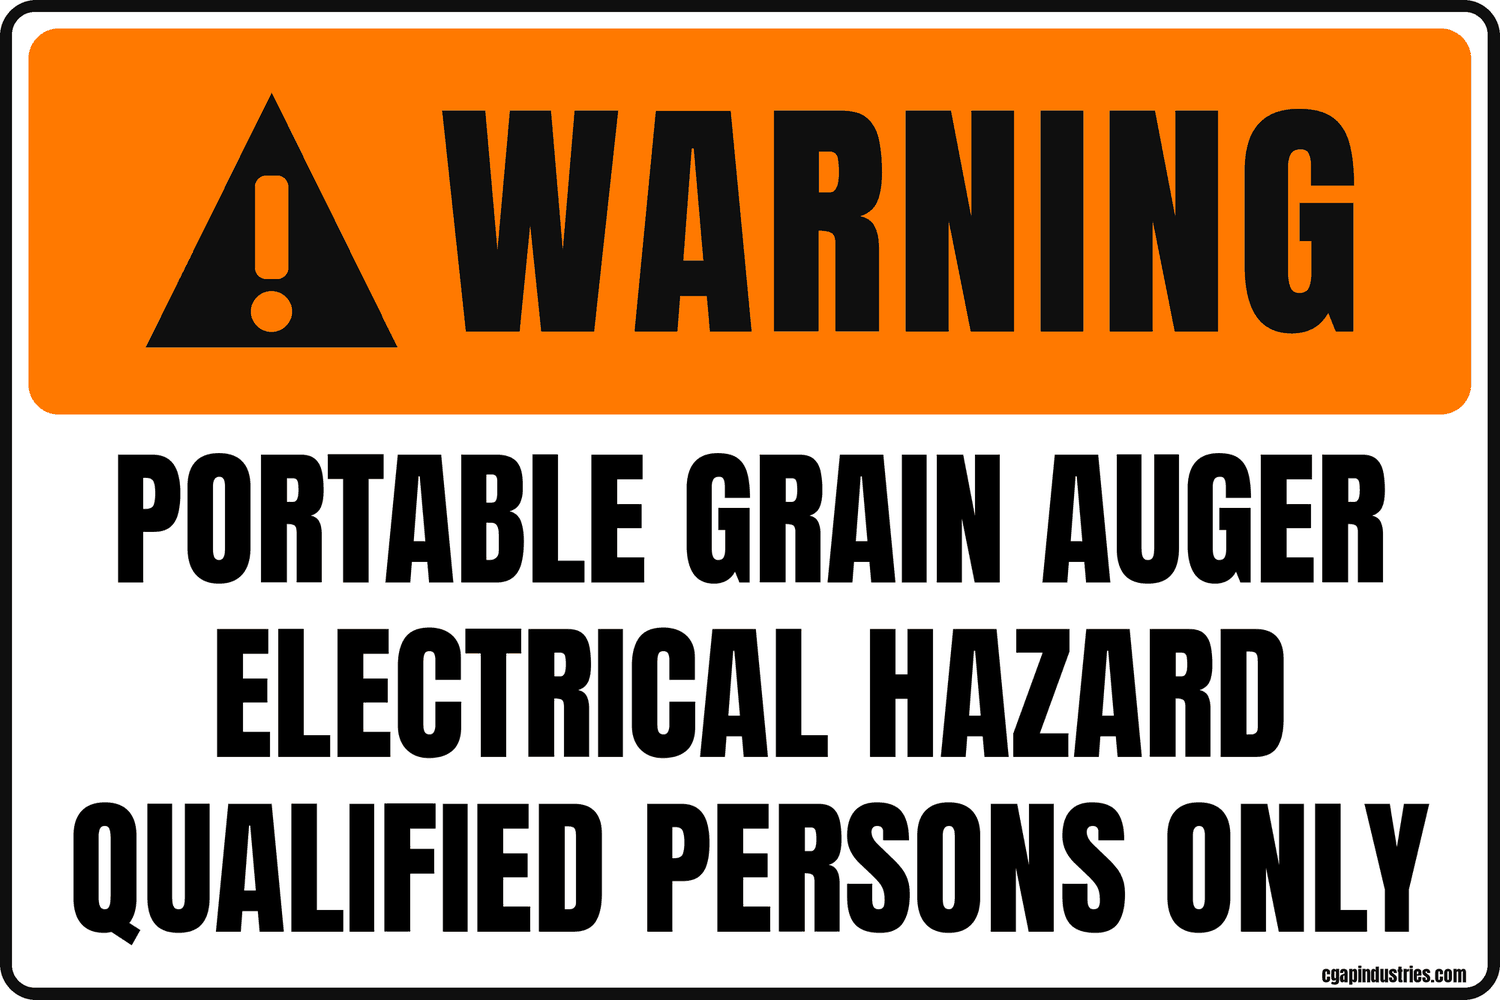 WARNING
PORTABLE GRAIN AUGER
ELECTRICAL HAZARD
QUALIFIED PERSONS ONLY
cgapindustries.com